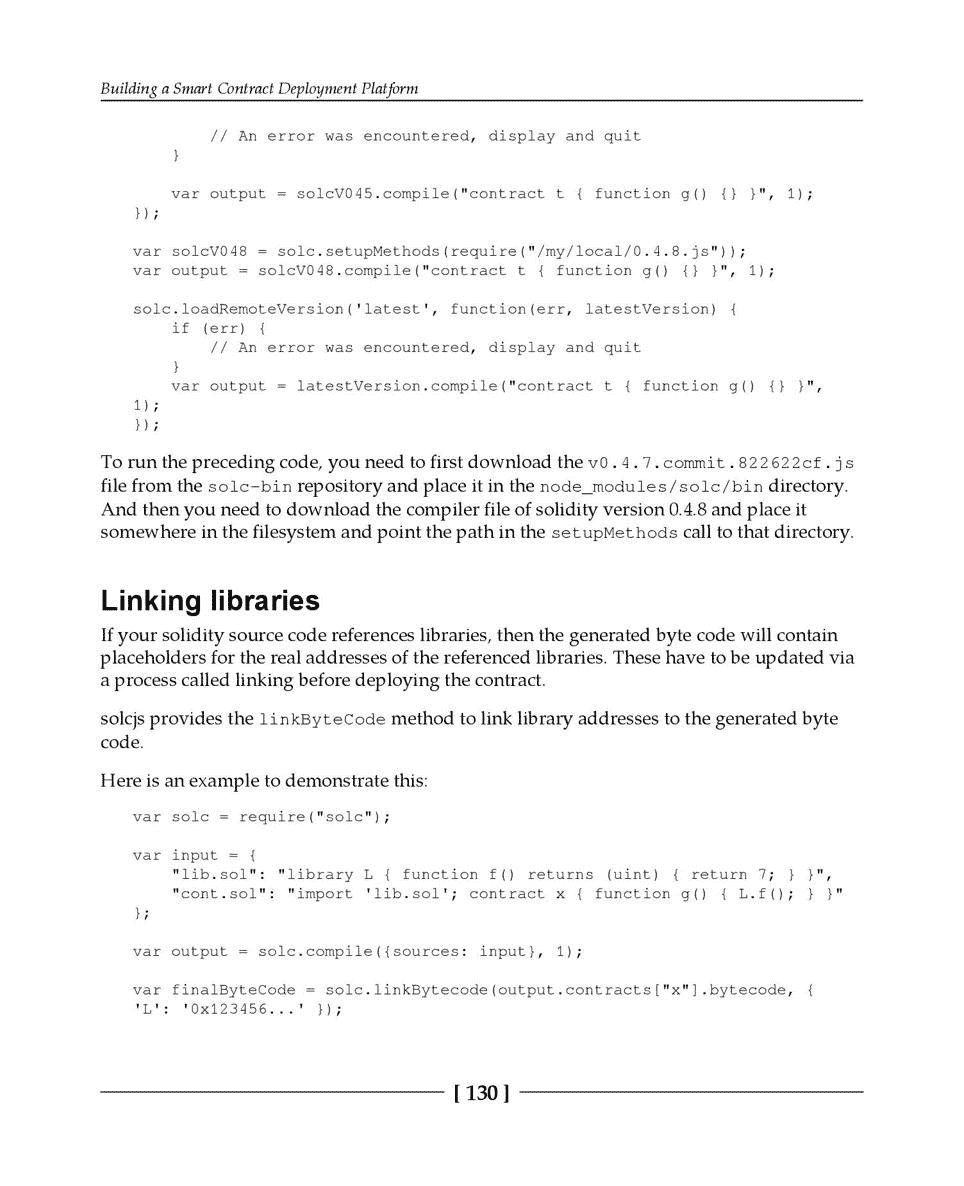 Building a Smart Contract Deployment Platform
// An error was encountered, display and quit
}
var output = solcV045.compile("contract t { function g() {} }", 1);
});
var solcV048 = solc.setupMethods(require("/my/local/0.4.8.js"));
var output = solcV048.compile("contract t { function g() {} }", 1);
solc.loadRemoteVersion('latest', function(err, latestVersion) {
if (err) {
// An error was encountered, display and quit
}
var output = latestVersion.compile("contract t { function g() {} }",
1);
});
To run the preceding code, you need to first download the v0.4.7.commit.822622cf.js
file from the solc-bin repository and place it in the node_modules/solc/bin directory.
And then you need to download the compiler file of solidity version 0.4.8 and place it
somewhere in the filesystem and point the path in the setupMethods call to that directory.
Linking libraries
If your solidity source code references libraries, then the generated byte code will contain
placeholders for the real addresses of the referenced libraries. These have to be updated via
a process called linking before deploying the contract.
solcjs provides the linkByteCode method to link library addresses to the generated byte
code.
Here is an example to demonstrate this:
var solc = require("solc");
var input = {
"lib.sol": "library L { function f() returns (uint) { return 7; } }",
"cont.sol": "import 'lib.sol'; contract x { function g() { L.f(); } }"
};
var output = solc.compile({sources: input}, 1);
var finalByteCode = solc.linkBytecode(output.contracts["x"].bytecode, {
'L': '0x123456...' });
[ 130 ]